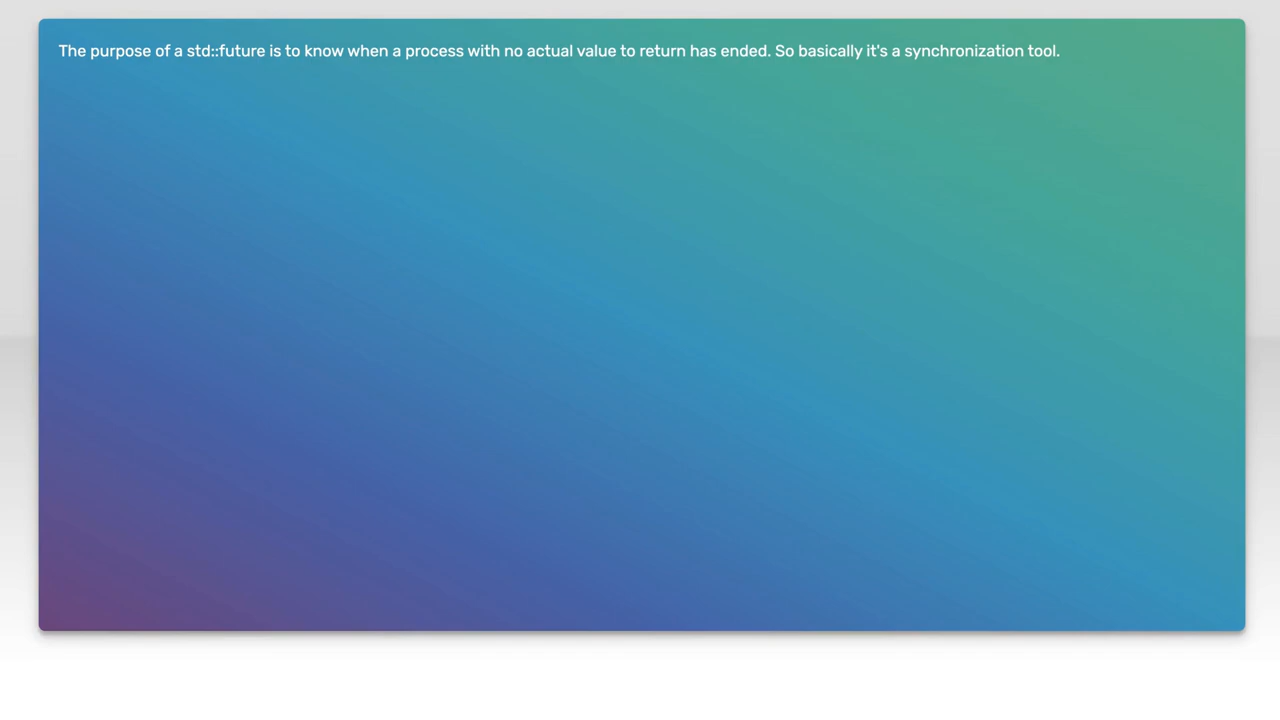 The purpose of a std::future is to know when a process with no actual value to return has ended. So basically it's a synchronization tool.